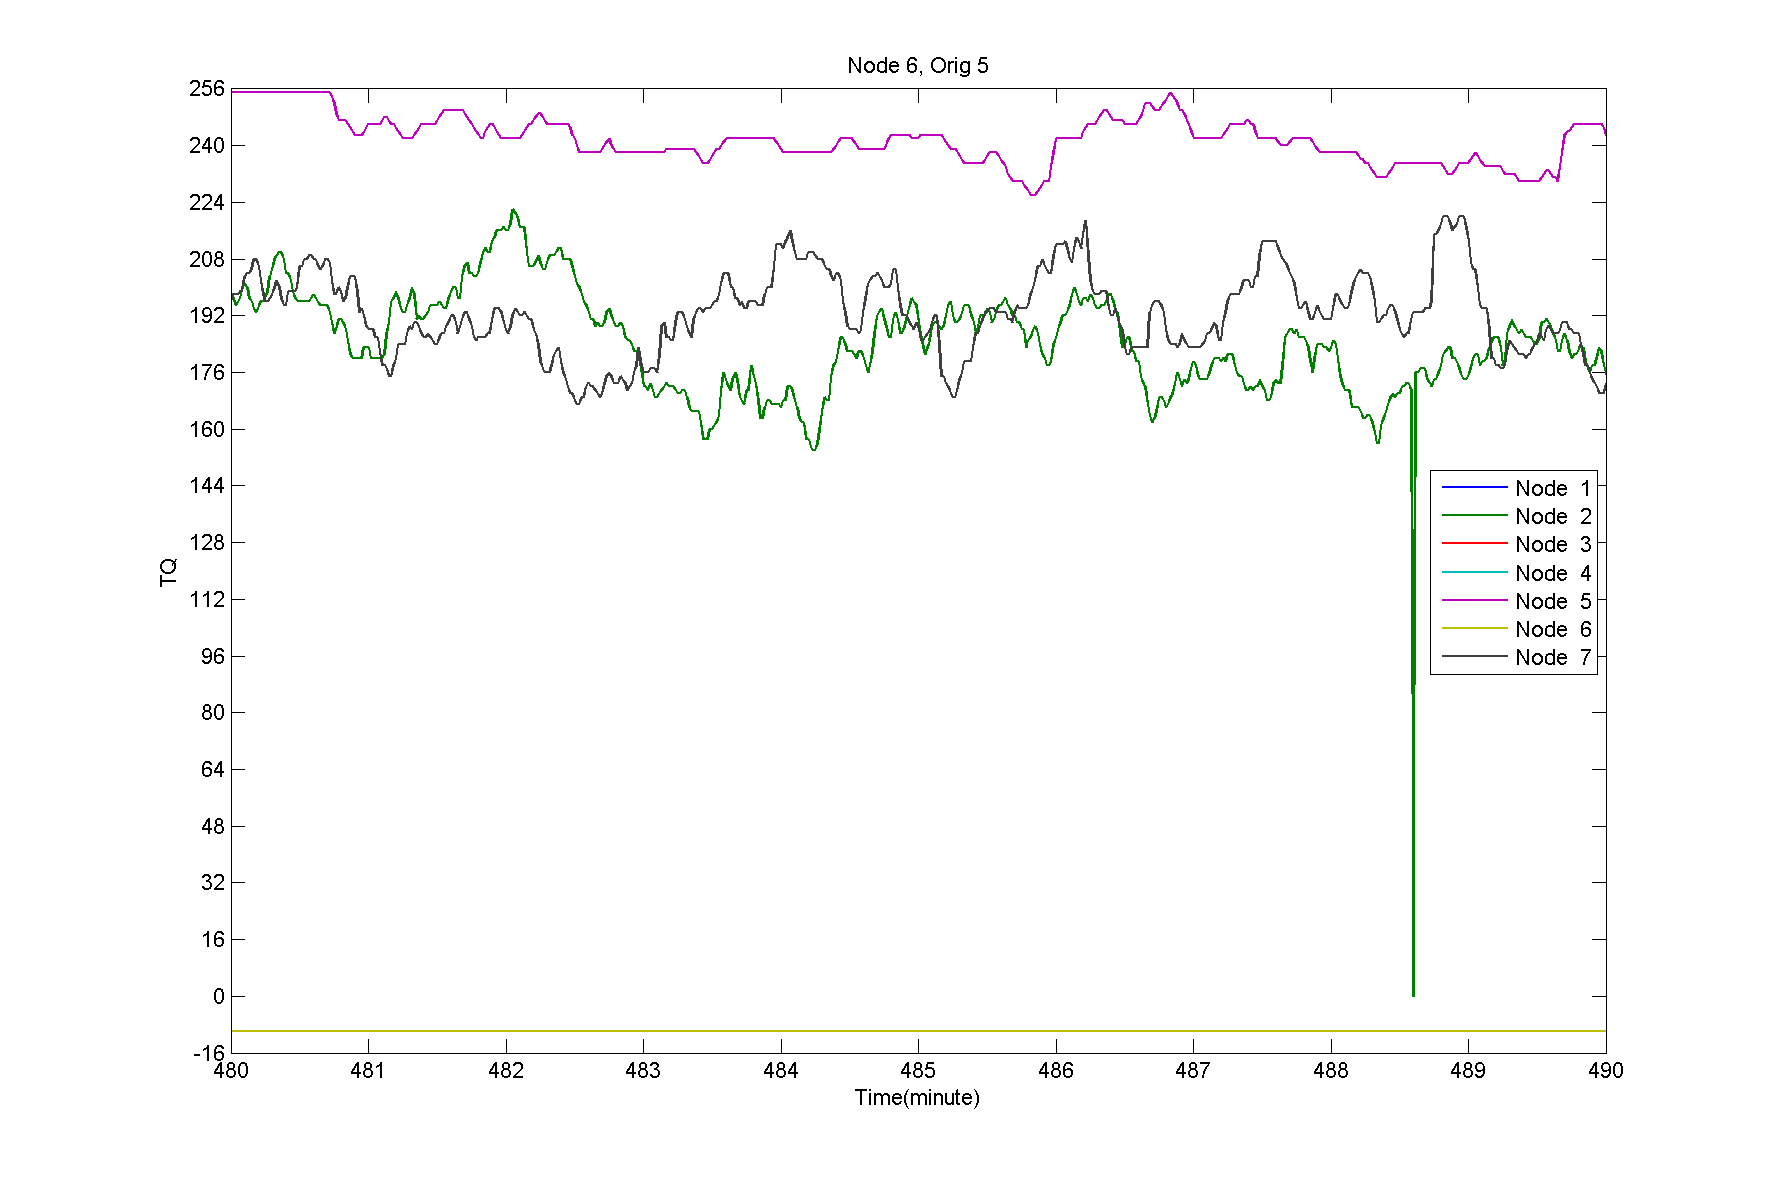 Node 6, Orig 5
256
240
224
208
192
176
160
144
128
112
96
80
64
48
32
16
0
-16
TQ
Node 1
Node 2
Node 3
Node 4
Node 5
Node 6
Node 7
480 481 482 483 484 485 486 487 488 489 490
Time(minute)